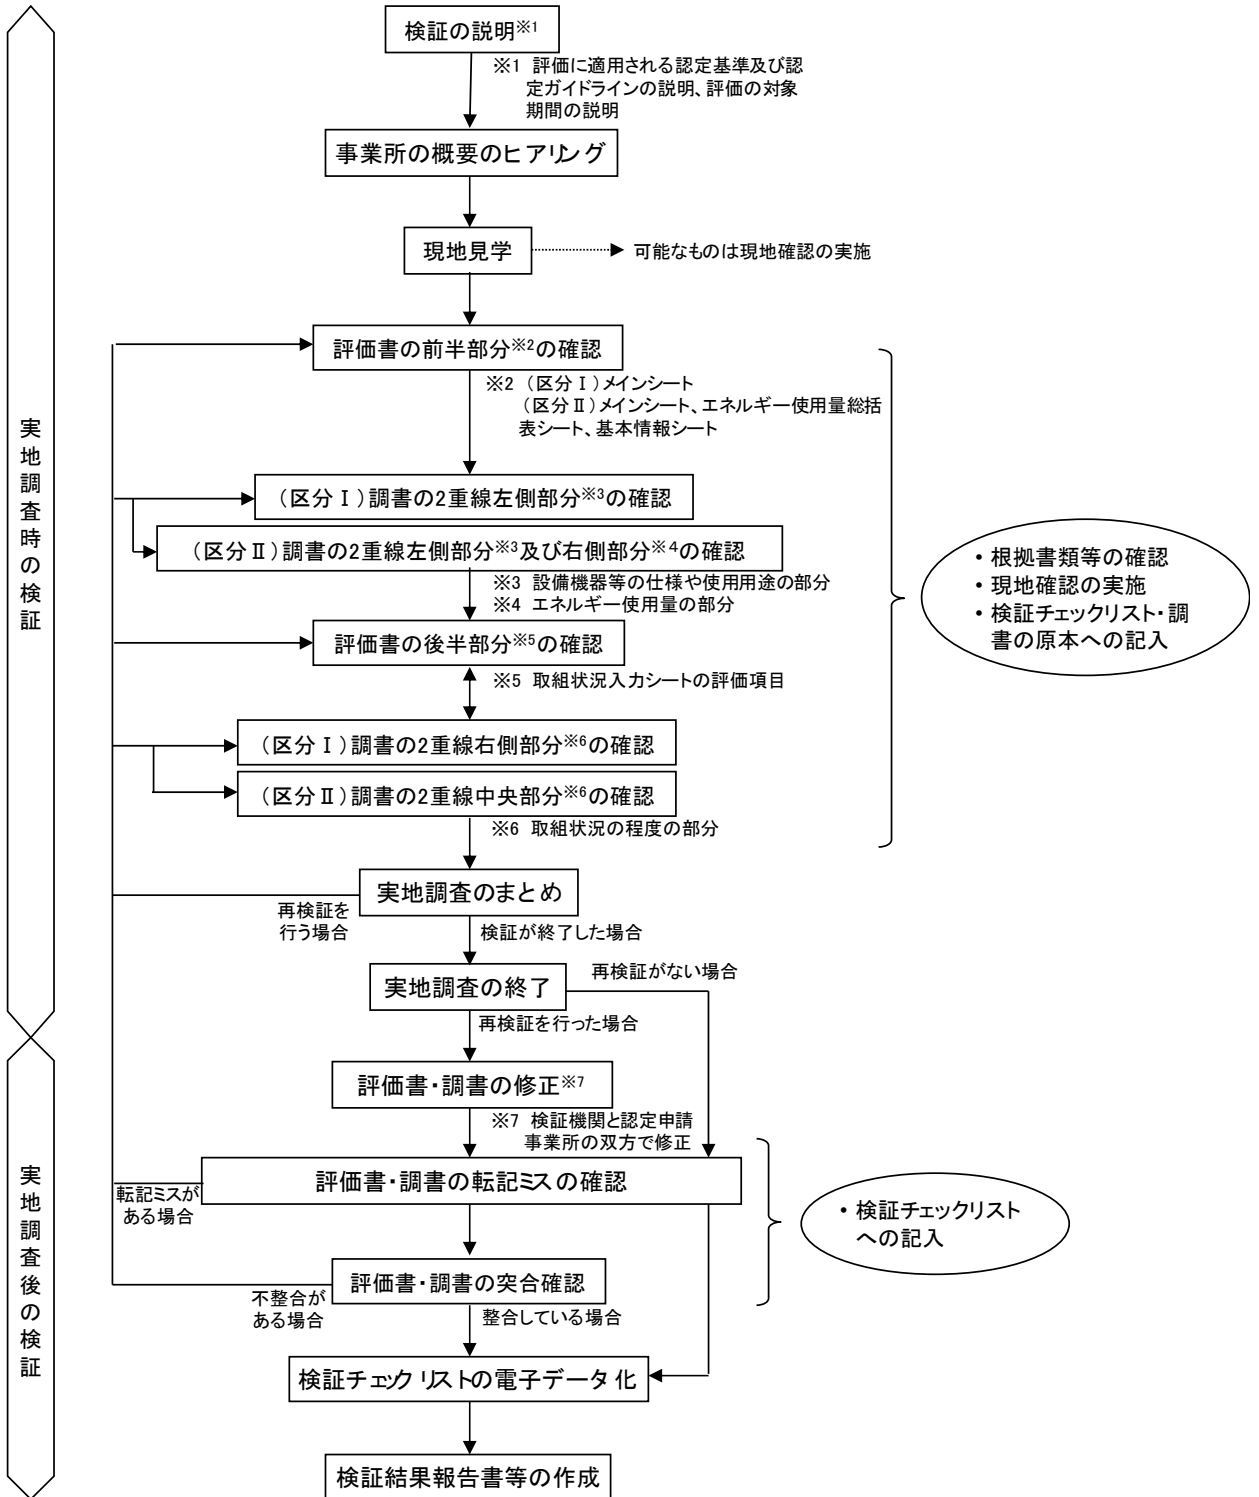 検証の説明※1
※1 評価に適用される認定基準及び認
定ガイドラインの説明、評価の対象
期間の説明
事業所の概要のヒアリング
現地見学
可能なものは現地確認の実施
評価書の前半部分※2の確認
※2 （区分Ⅰ）メインシート
（区分Ⅱ）メインシート、エネルギー使用量総括
表シート、基本情報シート
（区分Ⅰ）調書の2重線左側部分※3の確認
（区分Ⅱ）調書の2重線左側部分※3及び右側部分※4の確認
※3 設備機器等の仕様や使用用途の部分
※4 エネルギー使用量の部分
評価書の後半部分※5の確認
※5 取組状況入力シートの評価項目
（区分Ⅰ）調書の2重線右側部分※6の確認
（区分Ⅱ）調書の2重線中央部分※6の確認
※6 取組状況の程度の部分
・根拠書類等の確認
・現地確認の実施
・検証チェックリスト・調
書の原本への記入
実地調査のまとめ
再検証を
行う場合
検証が終了した場合
実地調査の終了
再検証がない場合
再検証を行った場合
実地調査時の検証
評価書・調書の修正※7
※7 検証機関と認定申請
事業所の双方で修正
評価書・調書の転記ミスの確認
転記ミスが
ある場合
・検証チェックリスト
への記入
評価書・調書の突合確認
不整合が
ある場合
整合している場合
検証チェックリストの電子データ化
検証結果報告書等の作成
実地調査後の検証